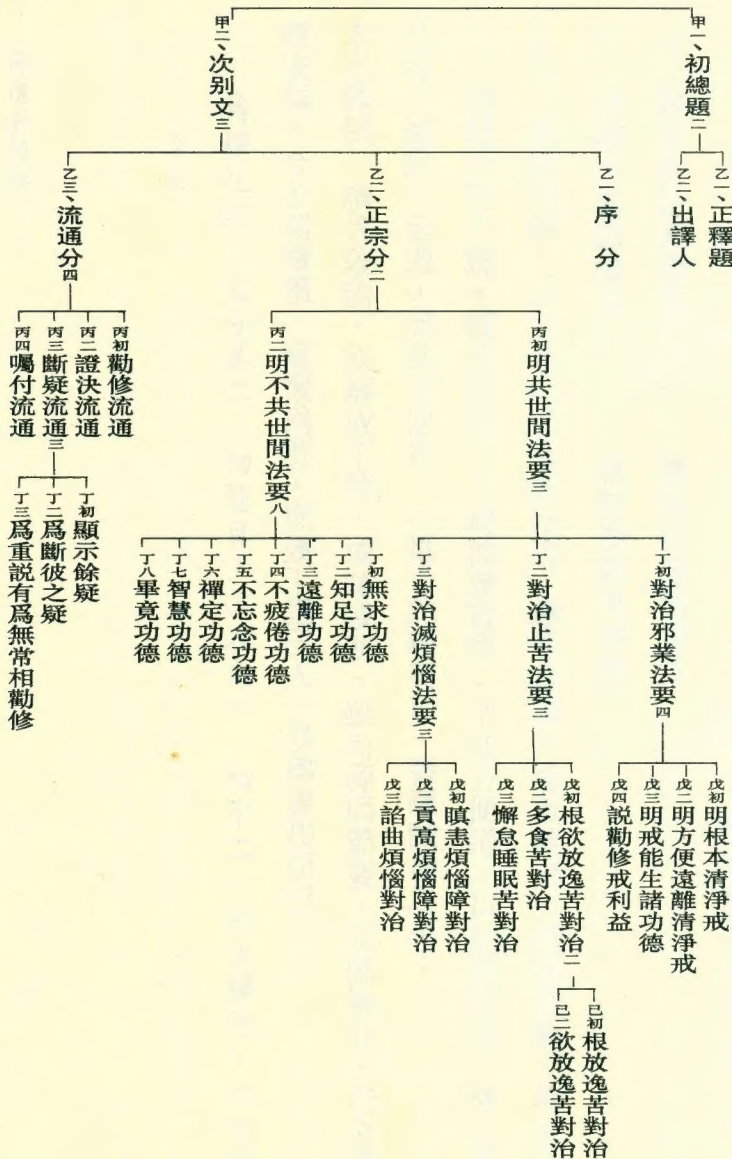 甲一、初總題二
乙一、正釋題
乙二、出譯人
甲二、次別文三
乙一、序分
乙二、正宗分二
丙初明共世間法要三
丁初對治邪業法要四
戊初明根本清淨戒
戊二明方便遠離清淨戒
戊三明戒能生諸功德
戊四說勸修戒利益
丁二對治止苦法要三
戊初根欲放逸苦對治二
己初根放逸苦對治
己二欲放逸苦對治
戊二多食苦對治
戊三懈怠睡眠苦對治
丁三對治滅煩惱法要三
戊初瞋恚煩惱障對治
戊二貢高煩惱障對治
戊三諂曲煩惱對治
丙二明不共世間法要八
丁初無求功德
丁二知足功德
丁三遠離功德
丁四不疲倦功德
丁五不忘念功德
丁六禪定功德
丁七智慧功德
丁八畢竟功德
乙三、流通分四
丙初勸修流通
丙二證決流通
丙三斷疑流通三
丁初顯示餘疑
丁二爲斷彼之疑
丁三爲重說有爲無常相勸修
丙四囑付流通